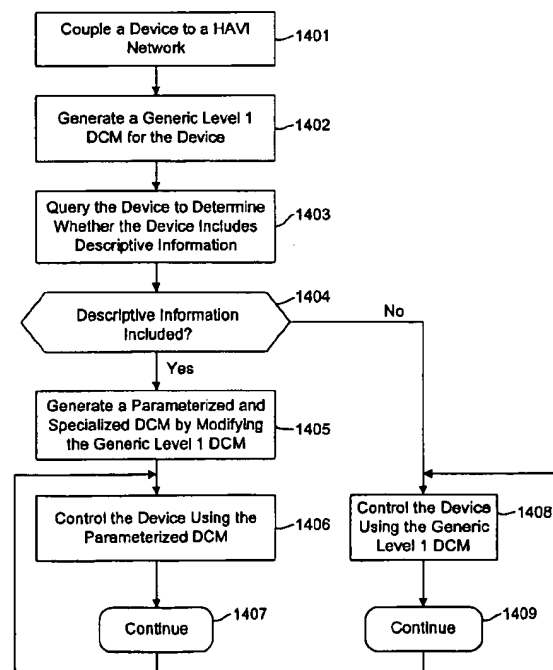 Couple a Device to a HAVI
Network
1401
Generate a Generic Level 1
DCM for the Device
1402
Query the Device to Determine
Whether the Device Includes
Descriptive Information
1403
1404
Descriptive Information
Included?
No
Yes
Generate a Parameterized and
Specialized DCM by Modifying
the Generic Level 1 DCM
1405
Control the Device Using the
Parameterized DCM
1406
Control the Device
Using the Generic
Level 1 DCM
1408
Continue
1407
Continue
1409